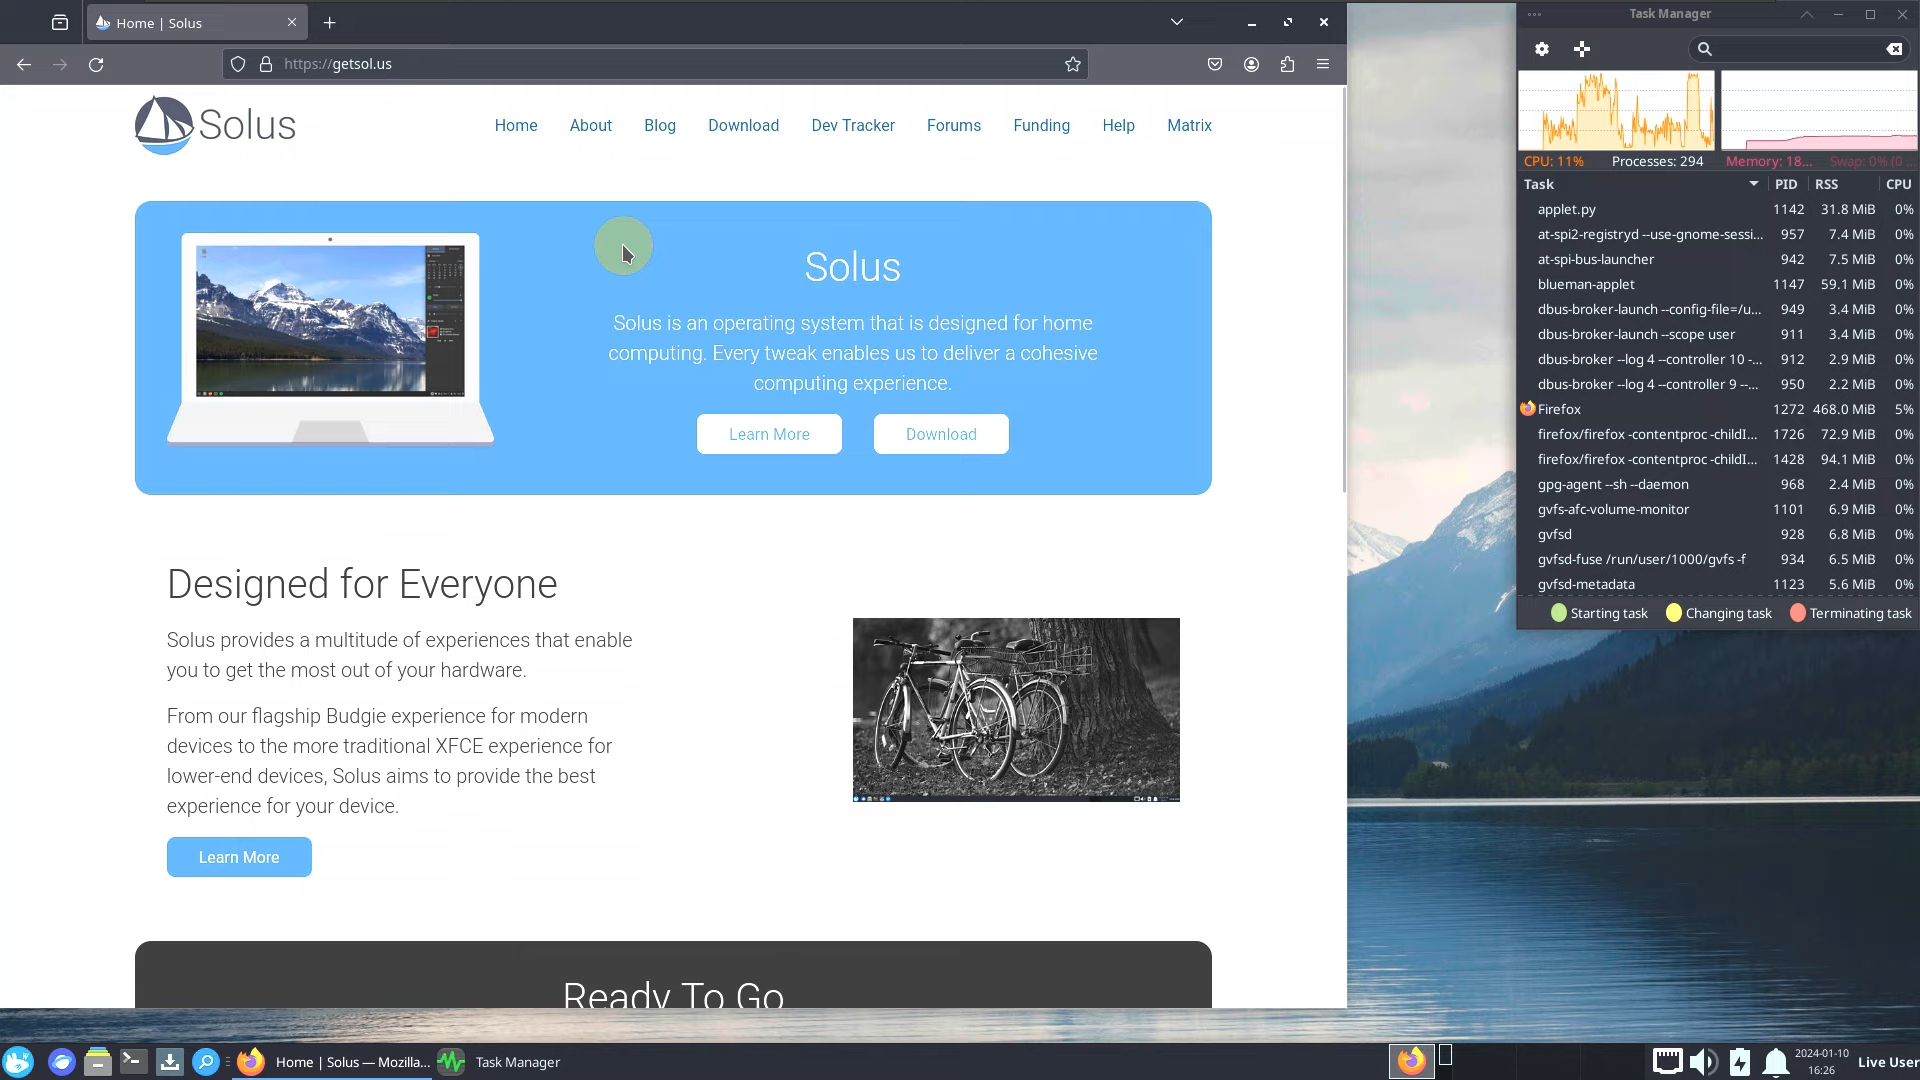 Home | Solus
Task Manager
https://getsol.us
Solus
Home
About
Blog
Download
Dev Tracker
Forums
Funding
Help
Matrix
Solus
Solus is an operating system that is designed for home
computing. Every tweak enables us to deliver a cohesive
computing experience.
Learn More
Download
Designed for Everyone
Solus provides a multitude of experiences that enable
you to get the most out of your hardware.
From our flagship Budgie experience for modern
devices to the more traditional XFCE experience for
lower-end devices, Solus aims to provide the best
experience for your device.
Learn More
Ready To Go
CPU: 11% Processes: 294 Memory: 18... Swap: 0% (0 ...
Task PID RSS CPU
applet.py 1142 31.8 MiB 0%
at-spi2-registryd --use-gnome-sessi... 957 7.4 MiB 0%
at-spi-bus-launcher 942 7.5 MiB 0%
blueman-applet 1147 59.1 MiB 0%
dbus-broker-launch --config-file=/u... 949 3.4 MiB 0%
dbus-broker-launch --scope user 911 3.4 MiB 0%
dbus-broker --log 4 --controller 10 -... 912 2.9 MiB 0%
dbus-broker --log 4 --controller 9 --... 950 2.2 MiB 0%
Firefox 1272 468.0 MiB 5%
firefox/firefox -contentproc -childI... 1726 72.9 MiB 0%
firefox/firefox -contentproc -childI... 1428 94.1 MiB 0%
gpg-agent --sh --daemon 968 2.4 MiB 0%
gvfs-afc-volume-monitor 1101 6.9 MiB 0%
gvfsd 928 6.8 MiB 0%
gvfsd-fuse /run/user/1000/gvfs -f 934 6.5 MiB 0%
gvfsd-metadata 1123 5.6 MiB 0%
Starting task Changing task Terminating task
Home | Solus — Mozilla...
Task Manager
2024-01-10
16:26
Live User